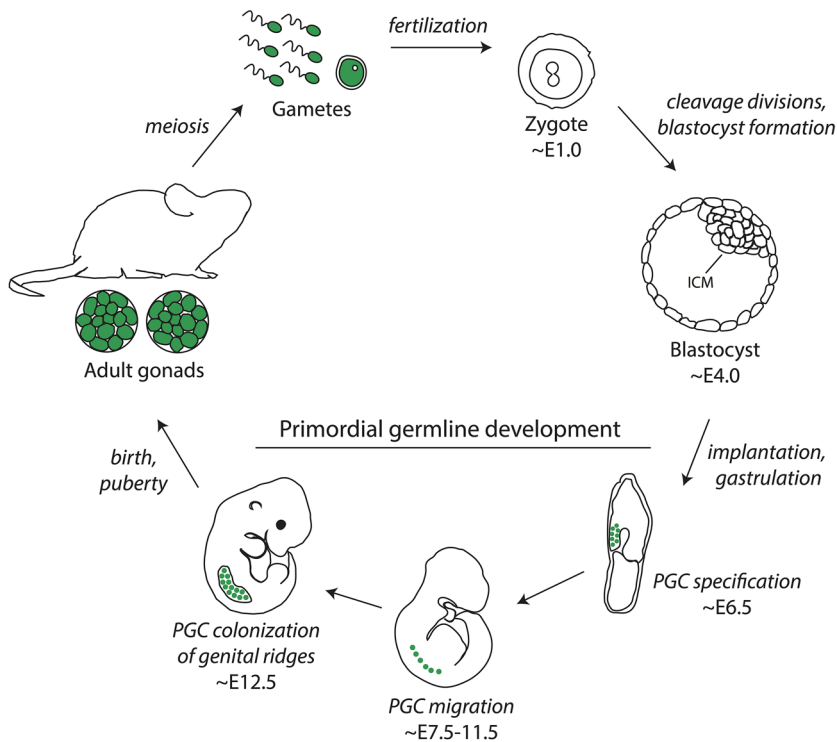 fertilization
Gametes
meiosis
Zygote
~E1.0
cleavage divisions,
blastocyst formation
ICM
Blastocyst
~E4.0
Adult gonads
Primordial germline development
implantation,
gastrulation
birth,
puberty
PGC specification
~E6.5
PGC colonization
of genital ridges
~E12.5
PGC migration
~E7.5-11.5